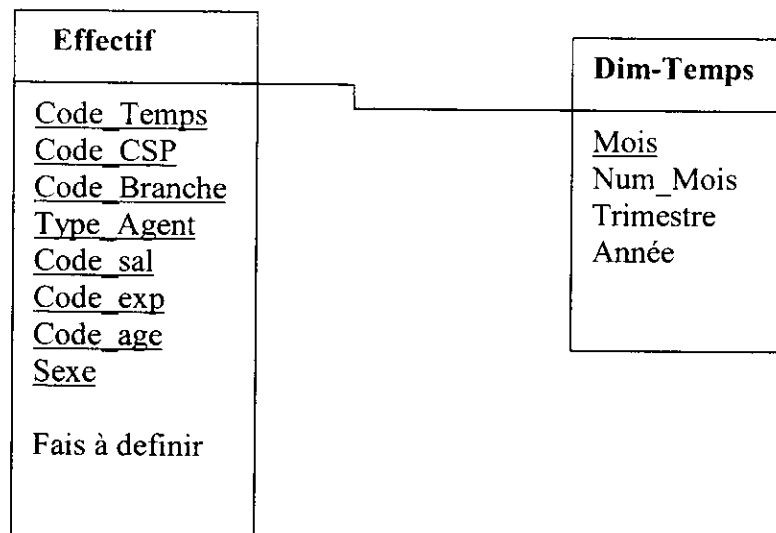 Effectif
Code_Temps
Code_CSP
Code_Branche
Type_Agent
Code_sal
Code_exp
Code_age
Sexe
Fais à definir
Dim-Temps
Mois
Num_Mois
Trimestre
Année